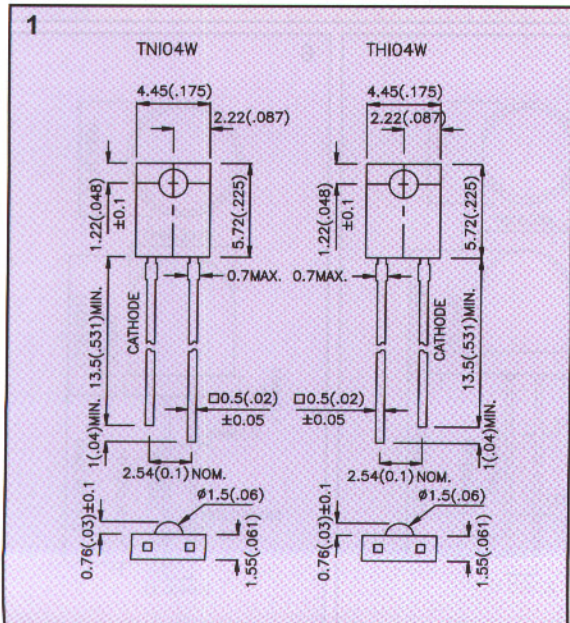 1
TNI04W
THI04W
4.45(.175)
4.45(.175)
2.22(.087)
2.22(.087)
1.22(.048)
±0.1
5.72(.225)
1.22(.048)
±0.1
5.72(.225)
0.7MAX.
0.7MAX.
13.5(.531)MIN.
CATHODE
CATHODE
13.5(.531)MIN.
□0.5(.02)
±0.05
□0.5(.02)
±0.05
1(.04)MIN.
1(.04)MIN.
2.54(0.1)NOM.
2.54(0.1)NOM.
ø1.5(.06)
ø1.5(.06)
0.76(.03)±0.1
1.55(.061)
0.76(.03)±0.1
1.55(.061)